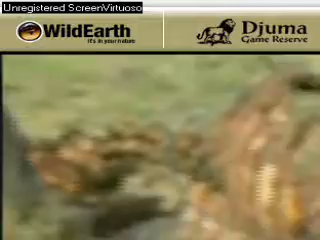 Unregistered ScreenVirtuoso
WildEarth
it's in your nature
Djuma
Game Reserve